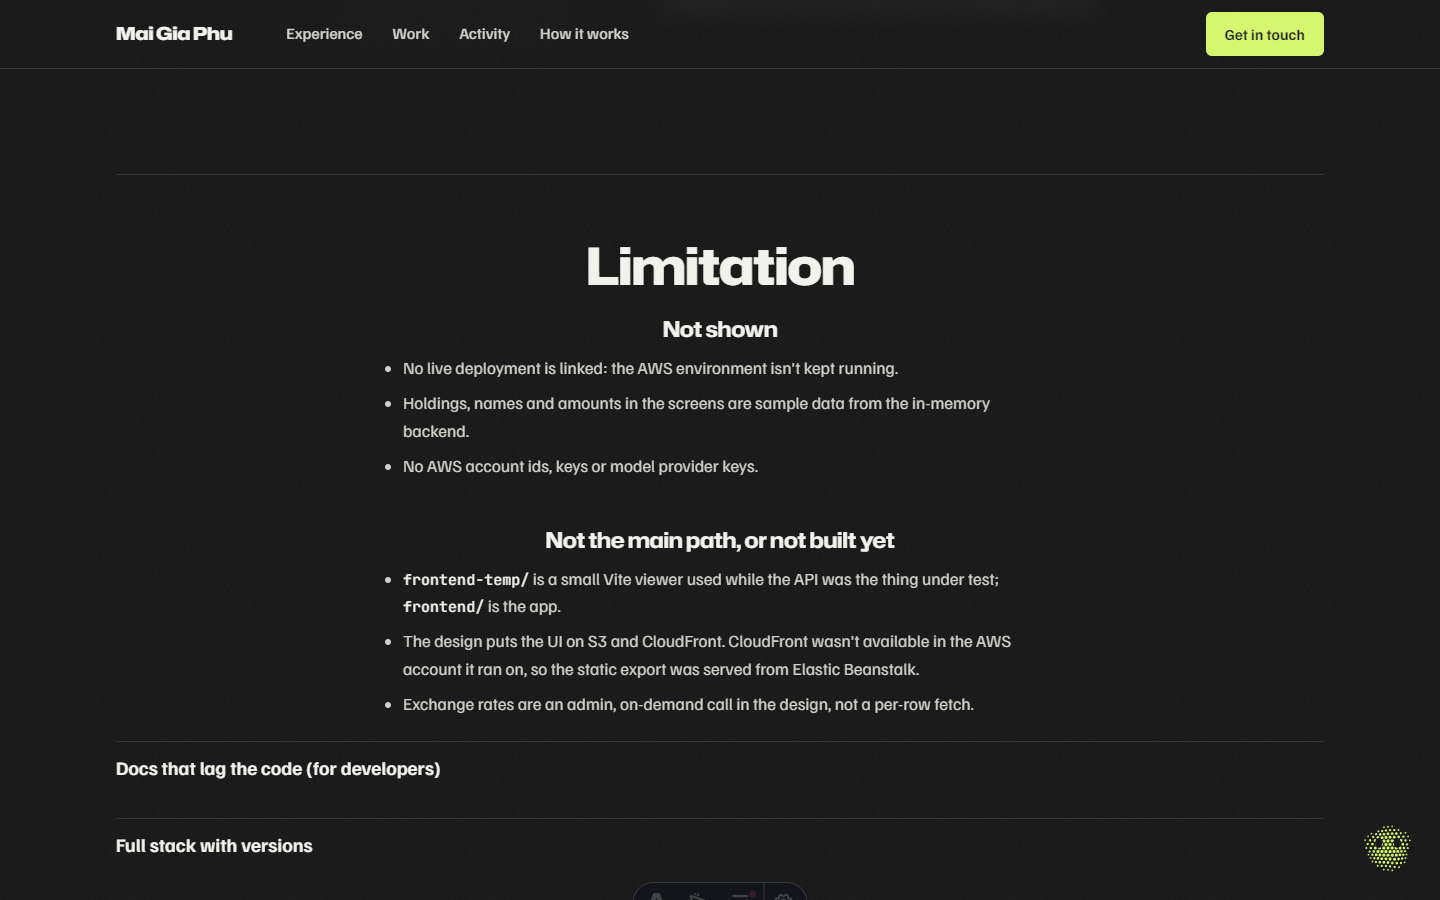 Mai Gia Phu
Experience
Work
Activity
How it works
Get in touch
Limitation
Not shown
No live deployment is linked: the AWS environment isn't kept running.
Holdings, names and amounts in the screens are sample data from the in-memory
backend.
No AWS account ids, keys or model provider keys.
Not the main path, or not built yet
frontend-temp/ is a small Vite viewer used while the API was the thing under test;
frontend/ is the app.
The design puts the UI on S3 and CloudFront. CloudFront wasn't available in the AWS
account it ran on, so the static export was served from Elastic Beanstalk.
Exchange rates are an admin, on-demand call in the design, not a per-row fetch.
Docs that lag the code (for developers)
Full stack with versions